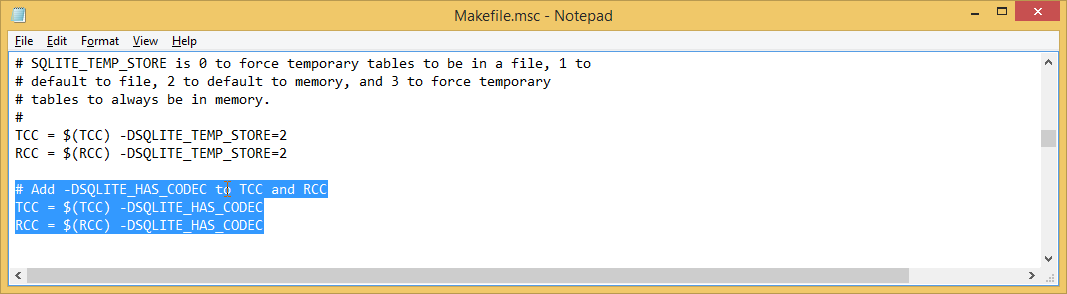 Makefile.msc - Notepad
File Edit Format View Help
# SQLITE_TEMP_STORE is 0 to force temporary tables to be in a file, 1 to
# default to file, 2 to default to memory, and 3 to force temporary
# tables to always be in memory.
#
TCC = $(TCC) -DSQLITE_TEMP_STORE=2
RCC = $(RCC) -DSQLITE_TEMP_STORE=2
# Add -DSQLITE_HAS_CODEC to TCC and RCC
TCC = $(TCC) -DSQLITE_HAS_CODEC
RCC = $(RCC) -DSQLITE_HAS_CODEC